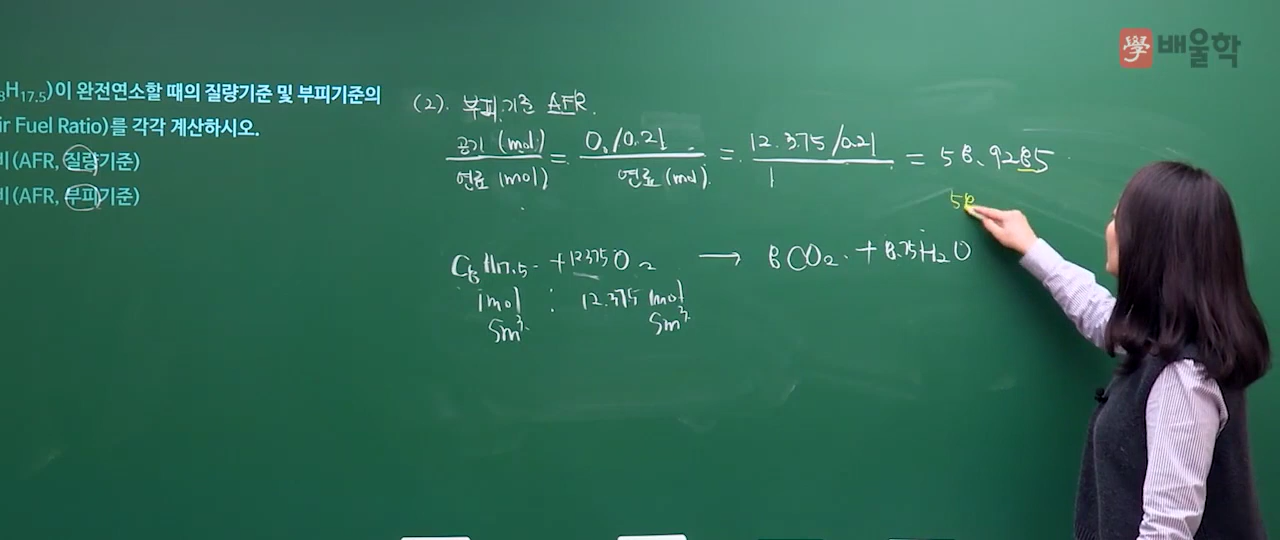 學 배울학
H17.5)이 완전연소할 때의 질량기준 및 부피기준의
ir Fuel Ratio)를 각각 계산하시오.
비(AFR, 질량기준)
비(AFR, 부피기준)
(2). 부피기준 AFR.
공기 (mol) / 연료 (mol) = O₂/0.21 / 연료 (mol) = 12.375/0.21 / 1 = 58.9285
58
C8H17.5 + 12.375O2 → 8CO2 + 8.75H2O
1mol : 12.375 mol
Sm³ Sm³